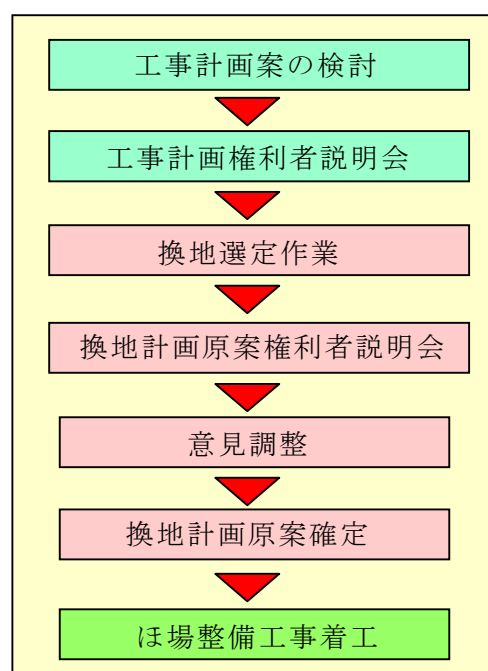 工事計画案の検討
工事計画権利者説明会
換地選定作業
換地計画原案権利者説明会
意見調整
換地計画原案確定
ほ場整備工事着工